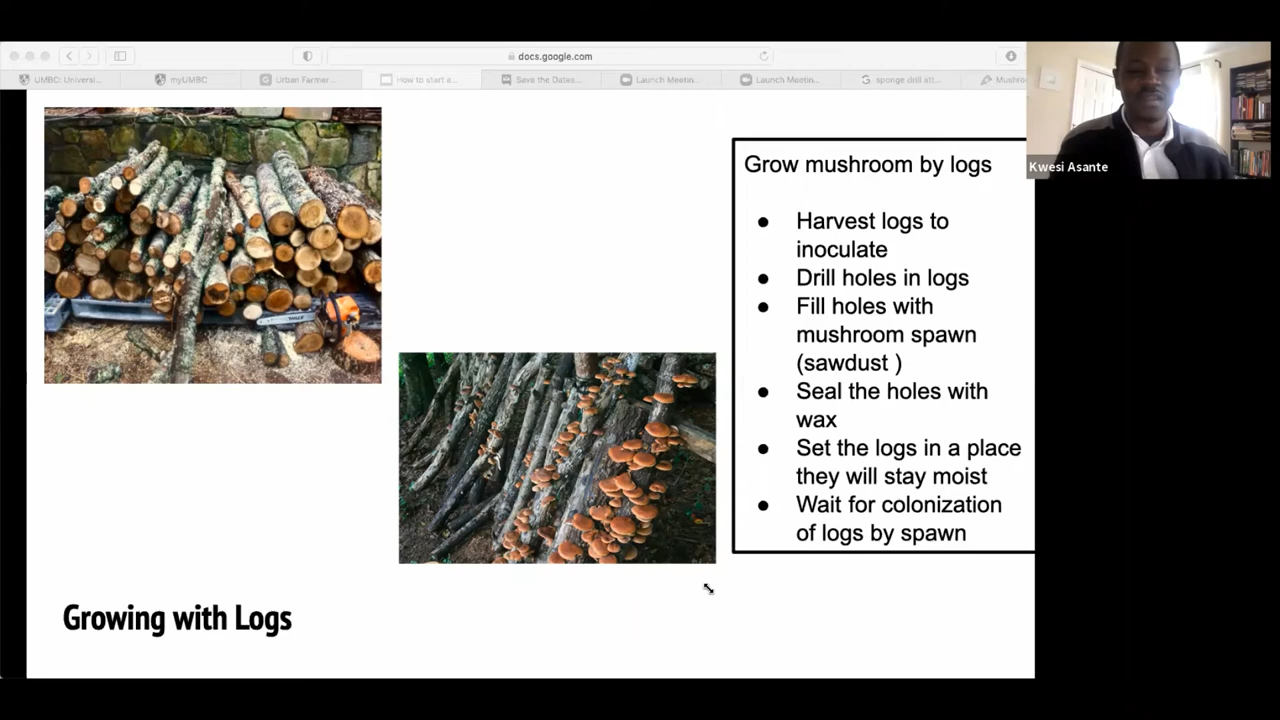 docs.google.com
UMBC: Universi...
myUMBC
Urban Farmer...
How to start e...
Save the Dates...
Launch Meetin...
Launch Meetin...
sponge drill att...
Mushroo
Kwesi Asante
Grow mushroom by logs
● Harvest logs to
inoculate
● Drill holes in logs
● Fill holes with
mushroom spawn
(sawdust )
● Seal the holes with
wax
● Set the logs in a place
they will stay moist
● Wait for colonization
of logs by spawn
Growing with Logs